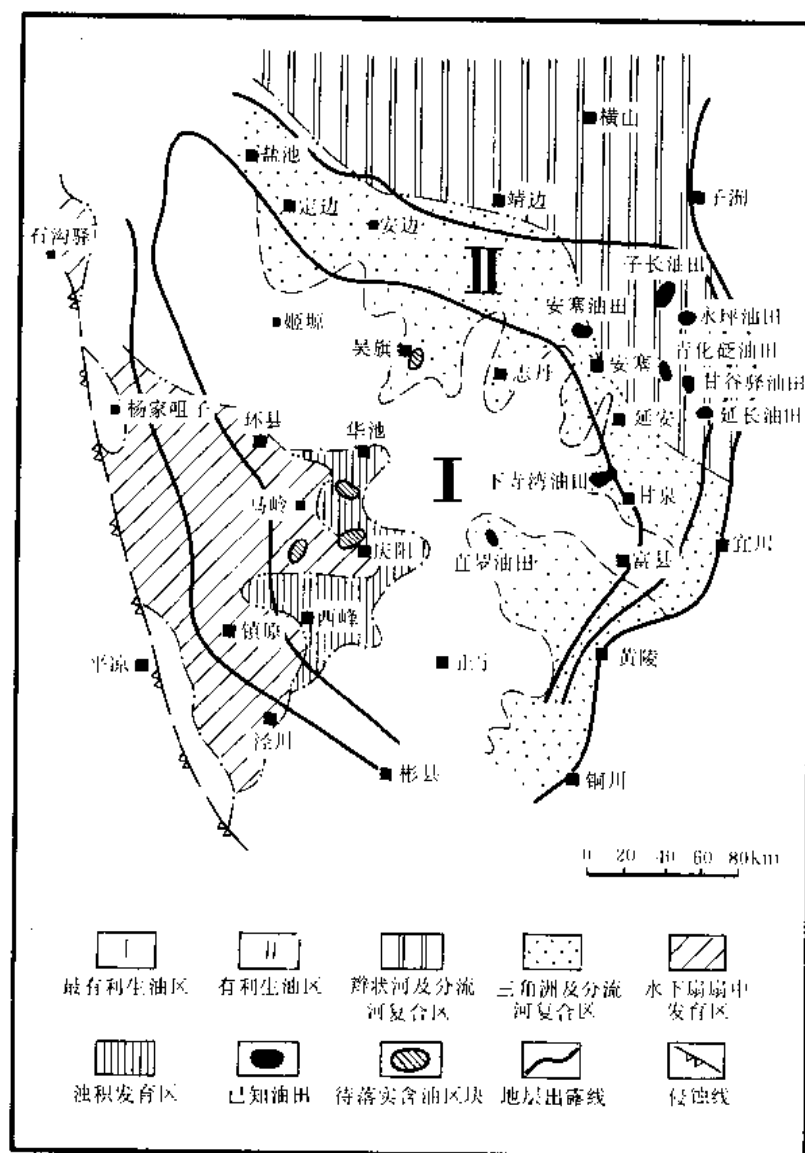 横山
盐池
子洲
靖边
定边
安边
石沟驿
子长油田
II
安塞油田
永坪油田
姬塬
吴旗
青化砭油田
志丹
安塞
甘谷驿油田
杨家咀子
延安
延长油田
环县
华池
I
下寺湾油田
甘泉
马岭
庆阳
直罗油田
富县
宜川
西峰
镇原
平凉
正宁
黄陵
泾川
彬县
铜川
0 20 40 60 80km
I
II
最有利生油区
有利生油区
辫状河及分流
河复合区
三角洲及分流
河复合区
水下扇扇中
发育区
浊积发育区
已知油田
待落实含油区块
地层出露线
侵蚀线